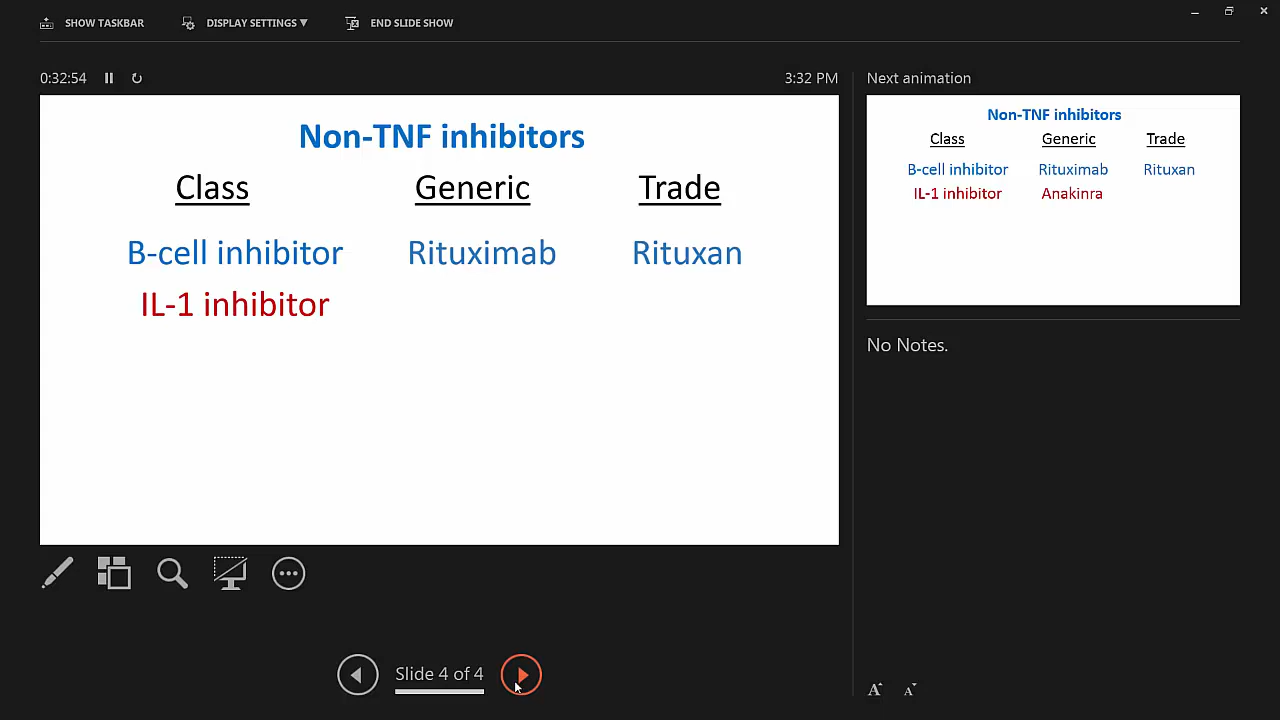 SHOW TASKBAR DISPLAY SETTINGS ▼ END SLIDE SHOW
0:32:54 3:32 PM
Non-TNF inhibitors
Class Generic Trade
B-cell inhibitor Rituximab Rituxan
IL-1 inhibitor
Slide 4 of 4
Next animation
Non-TNF inhibitors
Class Generic Trade
B-cell inhibitor Rituximab Rituxan
IL-1 inhibitor Anakinra
No Notes.
A A